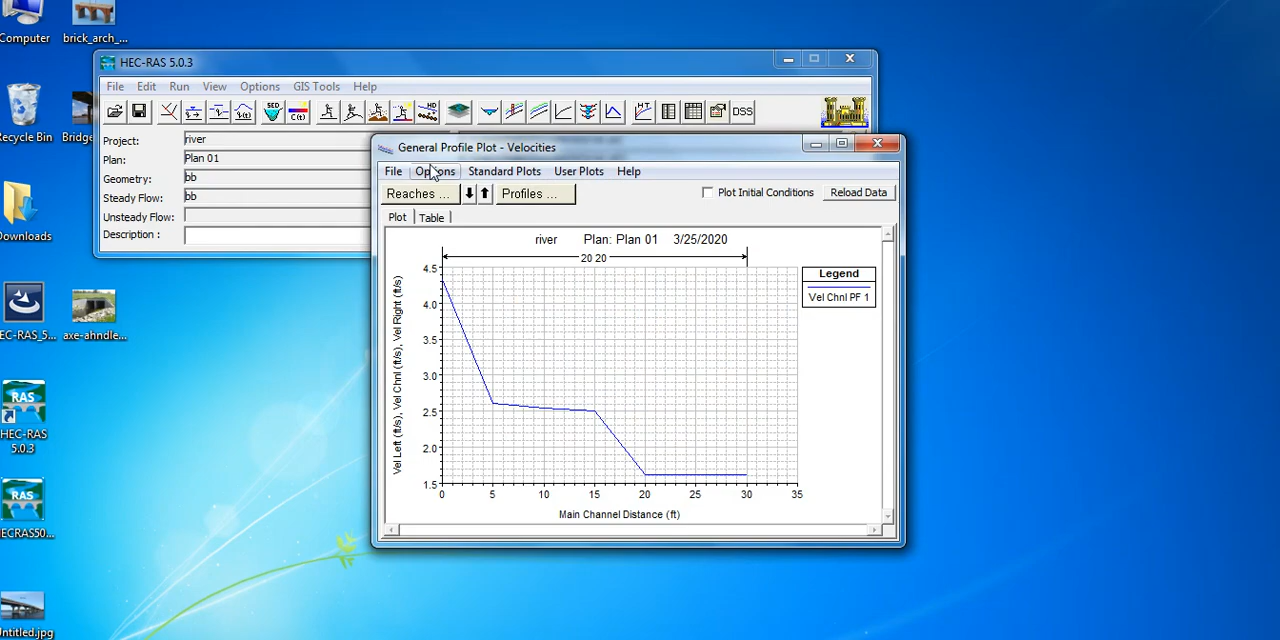 Computer
brick_arch_...
Recycle Bin
Bridge
Downloads
EC-RAS_5...
axe-ahndle...
RAS
HEC-RAS
5.0.3
RAS
HECRAS50...
Untitled.jpg
HEC-RAS 5.0.3
File Edit Run View Options GIS Tools Help
SED
C(t)
HD
HT
DSS
Project: river
Plan: Plan 01
Geometry: bb
Steady Flow: bb
Unsteady Flow:
Description :
General Profile Plot - Velocities
File Options Standard Plots User Plots Help
Reaches ... Profiles ... Plot Initial Conditions Reload Data
Plot Table
river Plan: Plan 01 3/25/2020
20 20
Legend
Vel Chnl PF 1
Vel Left (ft/s), Vel Chnl (ft/s), Vel Right (ft/s)
4.5
4.0
3.5
3.0
2.5
2.0
1.5
0 5 10 15 20 25 30 35
Main Channel Distance (ft)